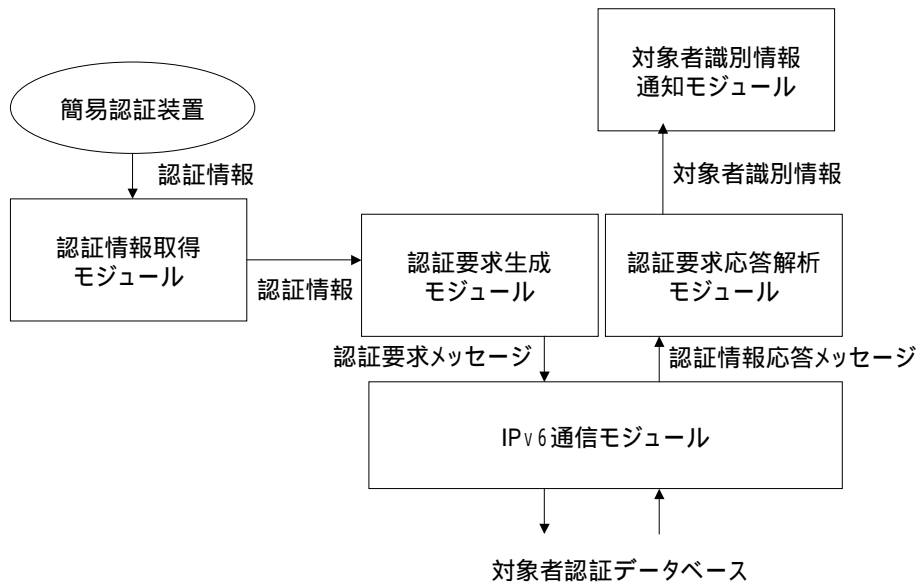 対象者識別情報
通知モジュール
簡易認証装置
認証情報
対象者識別情報
認証情報取得
モジュール
認証情報
認証要求生成
モジュール
認証要求応答解析
モジュール
認証要求メッセージ
認証情報応答メッセージ
IPv6通信モジュール
対象者認証データベース